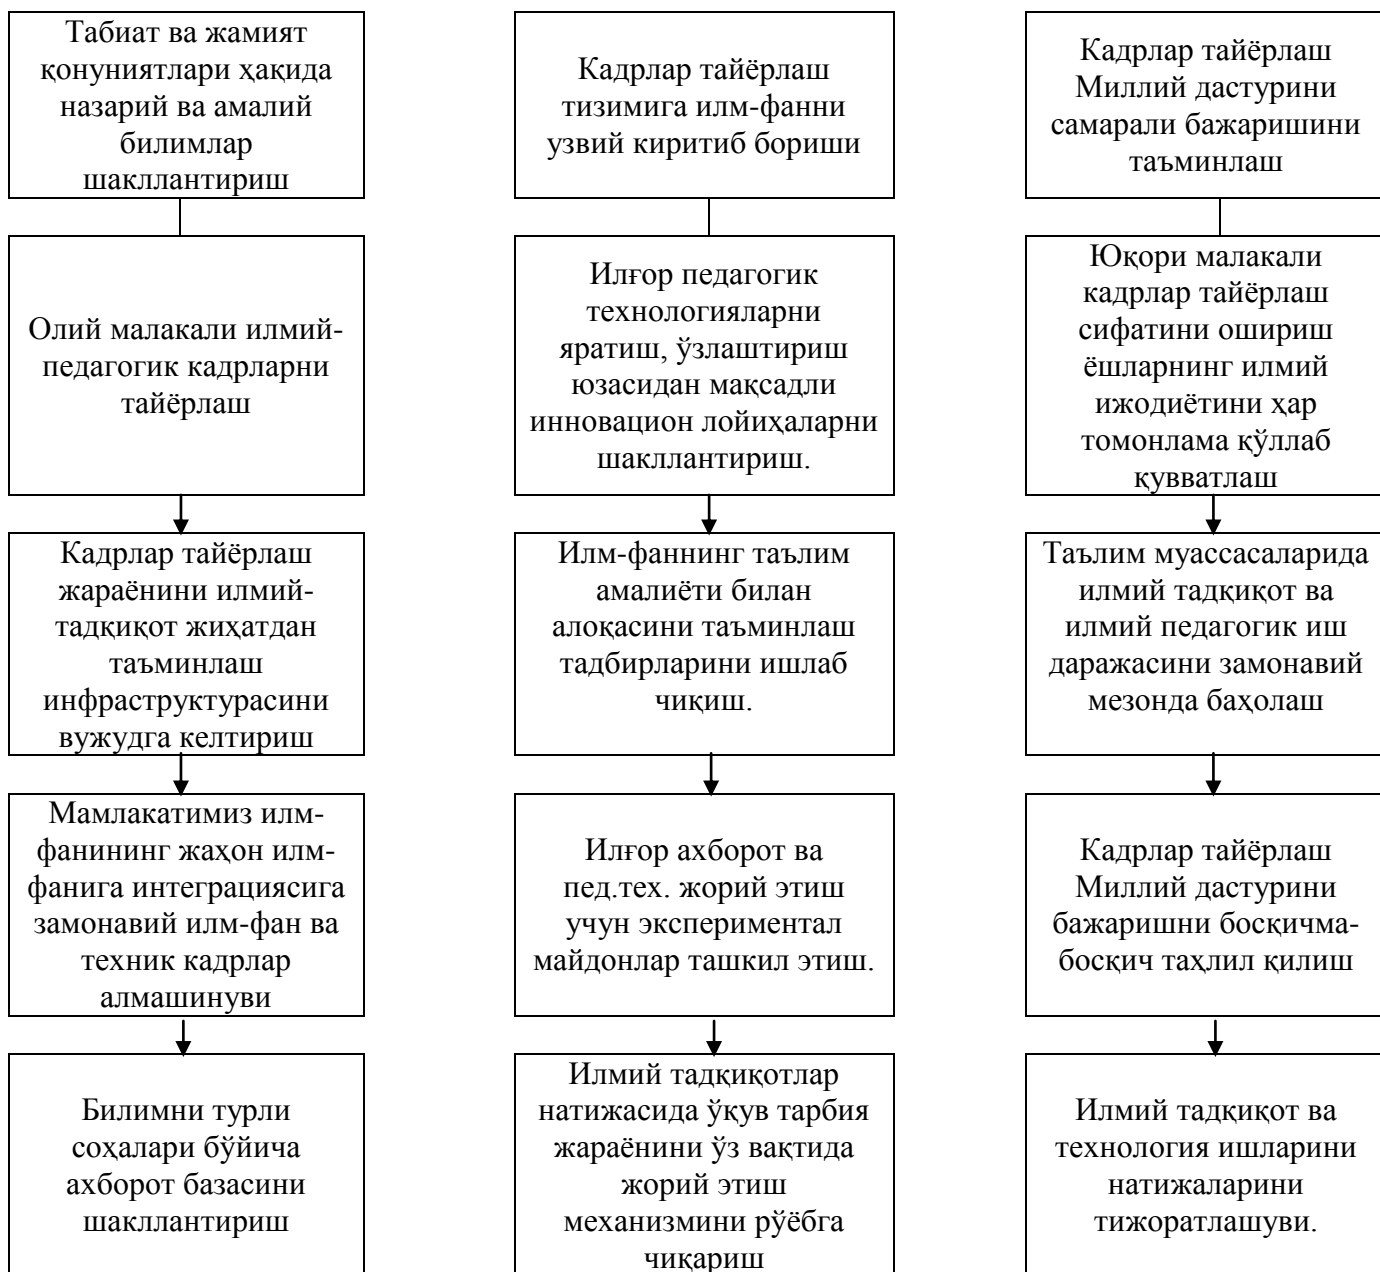 Табиат ва жамият
қонуниятлари ҳақида
назарий ва амалий
билимлар
шакллантириш
Кадрлар тайёрлаш
тизимига илм-фанни
узвий киритиб бориши
Кадрлар тайёрлаш
Миллий дастурини
самарали бажаришини
таъминлаш
Олий малакали илмий-
педагогик кадрларни
тайёрлаш
Илғор педагогик
технологияларни
яратиш, ўзлаштириш
юзасидан мақсадли
инновацион лойиҳаларни
шакллантириш.
Юқори малакали
кадрлар тайёрлаш
сифатини ошириш
ёшларнинг илмий
ижодиётини ҳар
томонлама қўллаб
қувватлаш
Кадрлар тайёрлаш
жараёнини илмий-
тадқиқот жиҳатдан
таъминлаш
инфраструктурасини
вужудга келтириш
Илм-фаннинг таълим
амалиёти билан
алоқасини таъминлаш
тадбирларини ишлаб
чиқиш.
Таълим муассасаларида
илмий тадқиқот ва
илмий педагогик иш
даражасини замонавий
мезонда баҳолаш
Мамлакатимиз илм-
фанининг жаҳон илм-
фанига интеграциясига
замонавий илм-фан ва
техник кадрлар
алмашинуви
Илғор ахборот ва
пед.тех. жорий этиш
учун экспериментал
майдонлар ташкил этиш.
Кадрлар тайёрлаш
Миллий дастурини
бажаришни босқичма-
босқич таҳлил қилиш
Билимни турли
соҳалари бўйича
ахборот базасини
шакллантириш
Илмий тадқиқотлар
натижасида ўқув тарбия
жараёнини ўз вақтида
жорий этиш
механизмини рўёбга
чиқариш
Илмий тадқиқот ва
технология ишларини
натижаларини
тижоратлашуви.